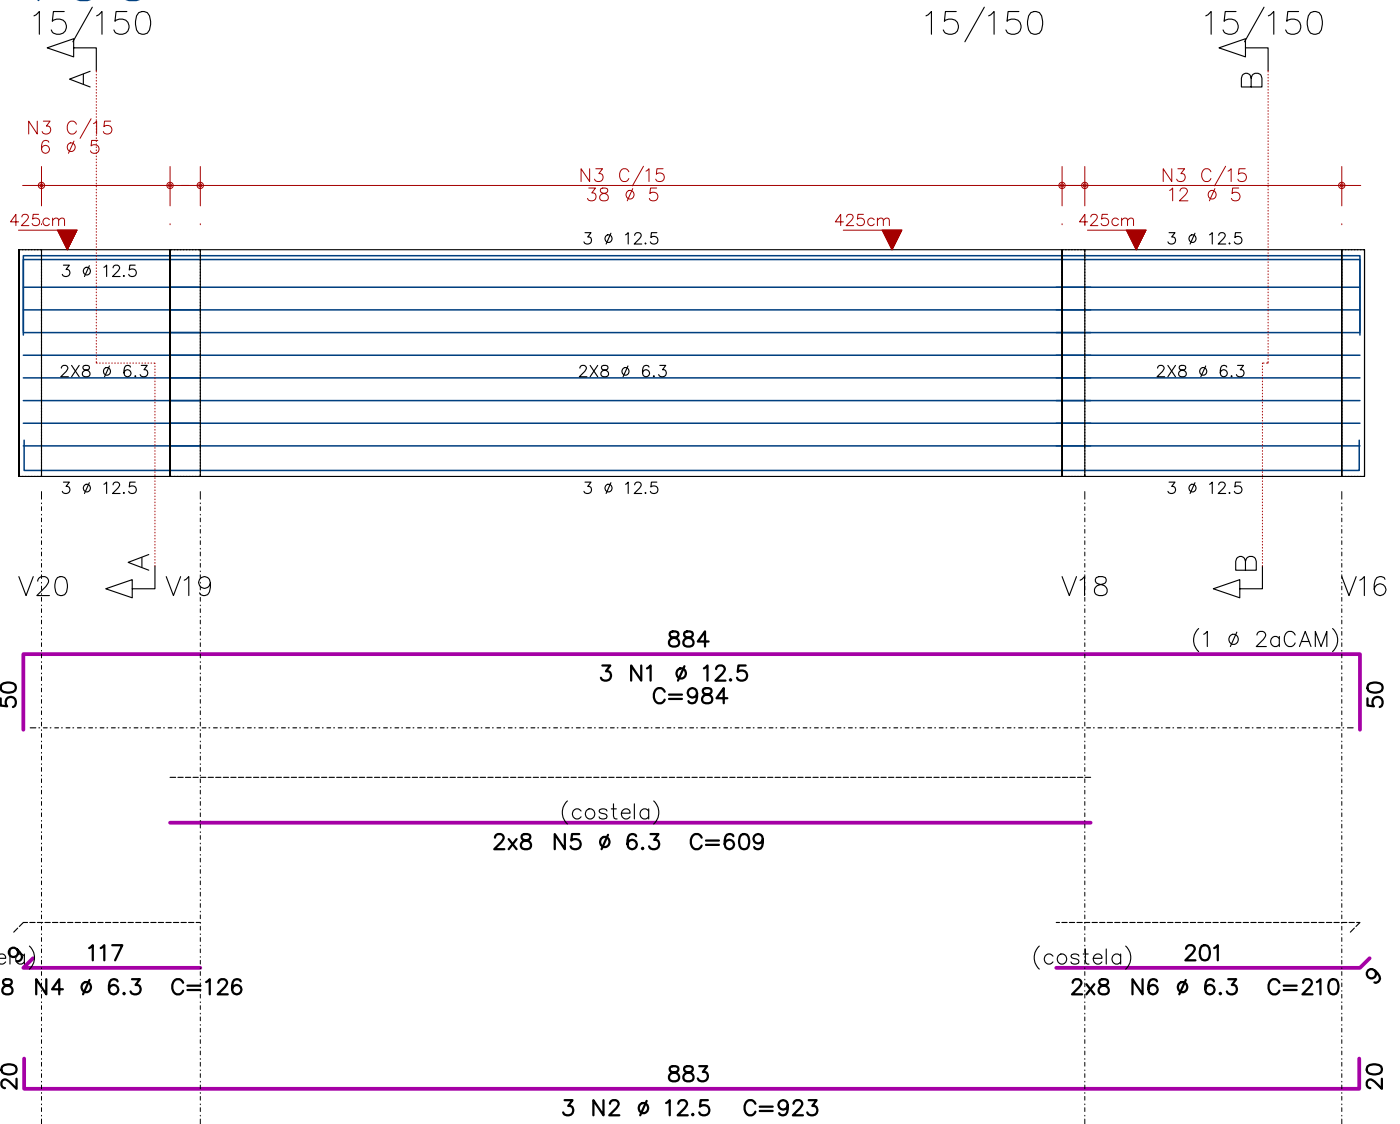 15/150
15/150
15/150
A
B
N3 C/15
6 ø 5
N3 C/15
38 ø 5
N3 C/15
12 ø 5
425cm
425cm
425cm
3 ø 12.5
3 ø 12.5
3 ø 12.5
2X8 ø 6.3
2X8 ø 6.3
2X8 ø 6.3
3 ø 12.5
3 ø 12.5
3 ø 12.5
A
B
V20
V19
V18
V16
884
(1 ø 2aCAM)
50
3 N1 ø 12.5
50
C=984
(costela)
2x8 N5 ø 6.3 C=609
9
117
8 N4 ø 6.3 C=126
(costela)
201
9
2x8 N6 ø 6.3 C=210
20
883
20
3 N2 ø 12.5 C=923